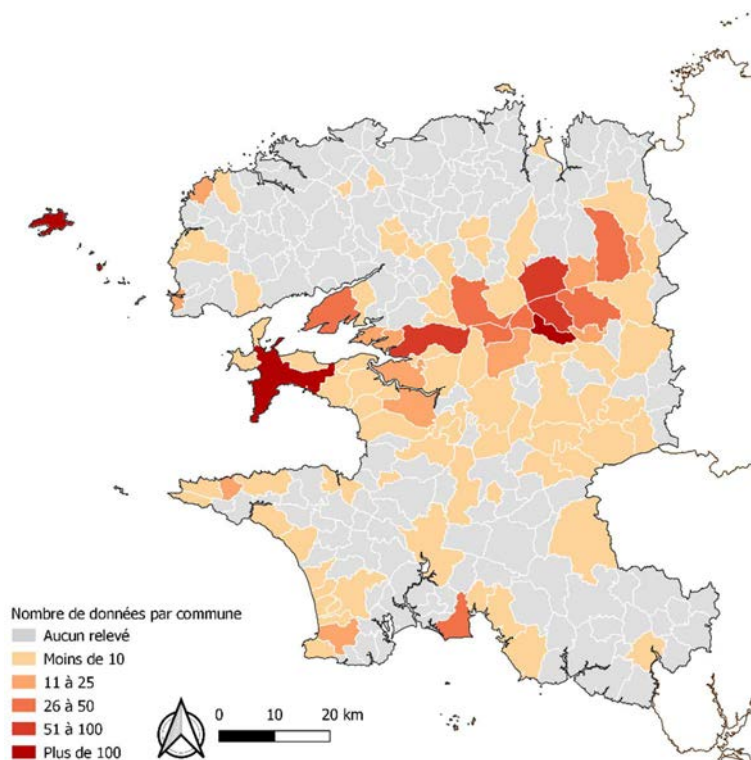 Nombre de données par commune
Aucun relevé
Moins de 10
11 à 25
26 à 50
51 à 100
Plus de 100
0 10 20 km